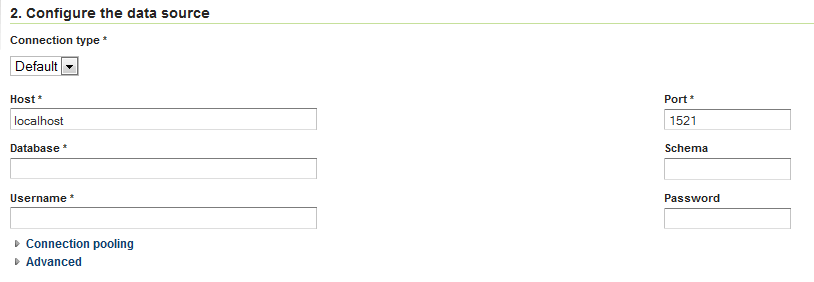 2. Configure the data source
Connection type *
Default
Host *
Port *
localhost
1521
Database *
Schema
Username *
Password
Connection pooling
Advanced